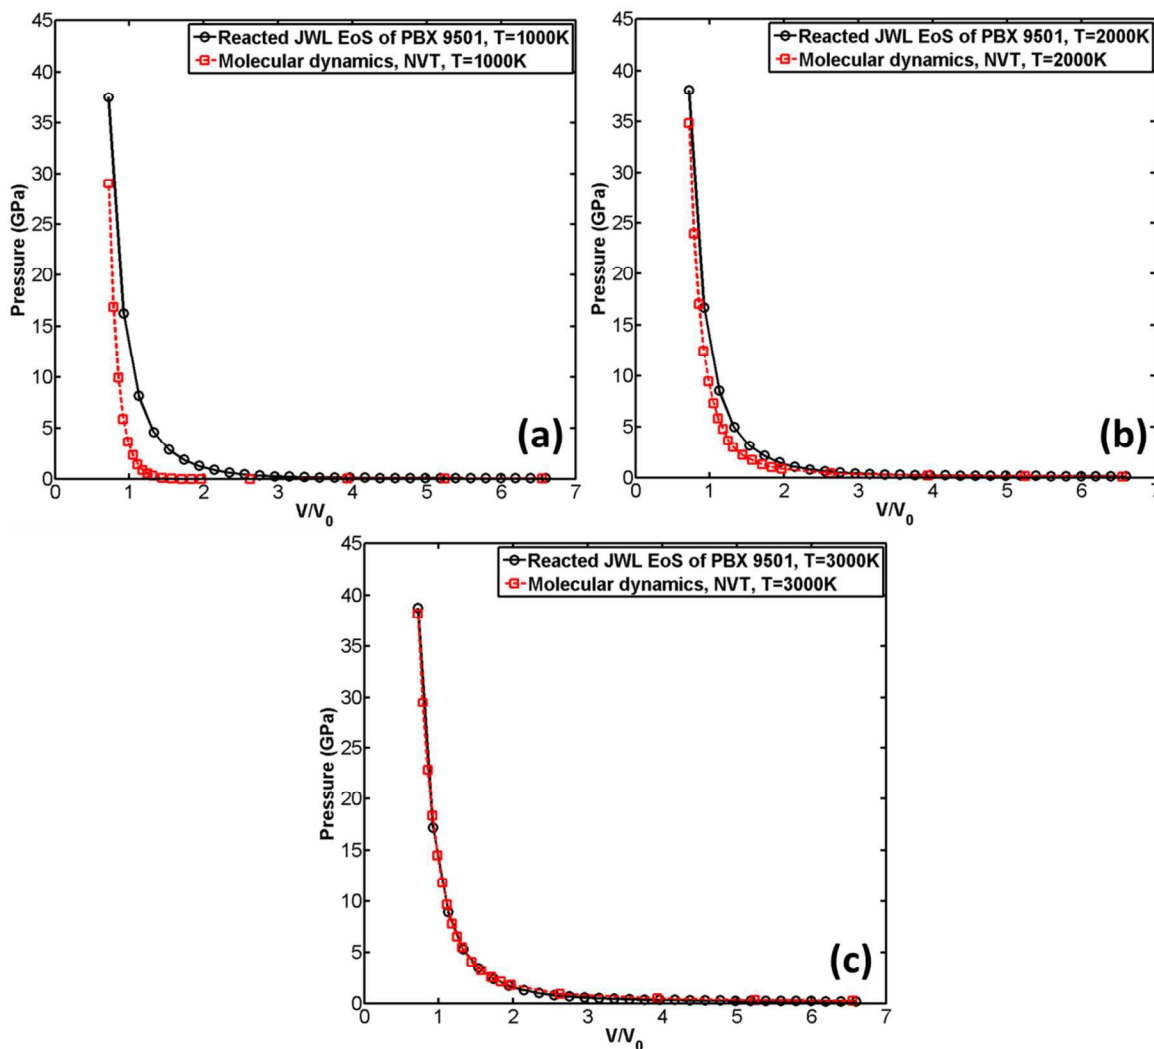 45
40
35
30
25
20
15
10
5
0
Pressure (GPa)
Reacted JWL EoS of PBX 9501, T=1000K
Molecular dynamics, NVT, T=1000K
(a)
0 1 2 3 4 5 6 7
V/V0
45
40
35
30
25
20
15
10
5
0
Pressure (GPa)
Reacted JWL EoS of PBX 9501, T=2000K
Molecular dynamics, NVT, T=2000K
(b)
0 1 2 3 4 5 6 7
V/V0
45
40
35
30
25
20
15
10
5
0
Pressure (GPa)
Reacted JWL EoS of PBX 9501, T=3000K
Molecular dynamics, NVT, T=3000K
(c)
0 1 2 3 4 5 6 7
V/V0